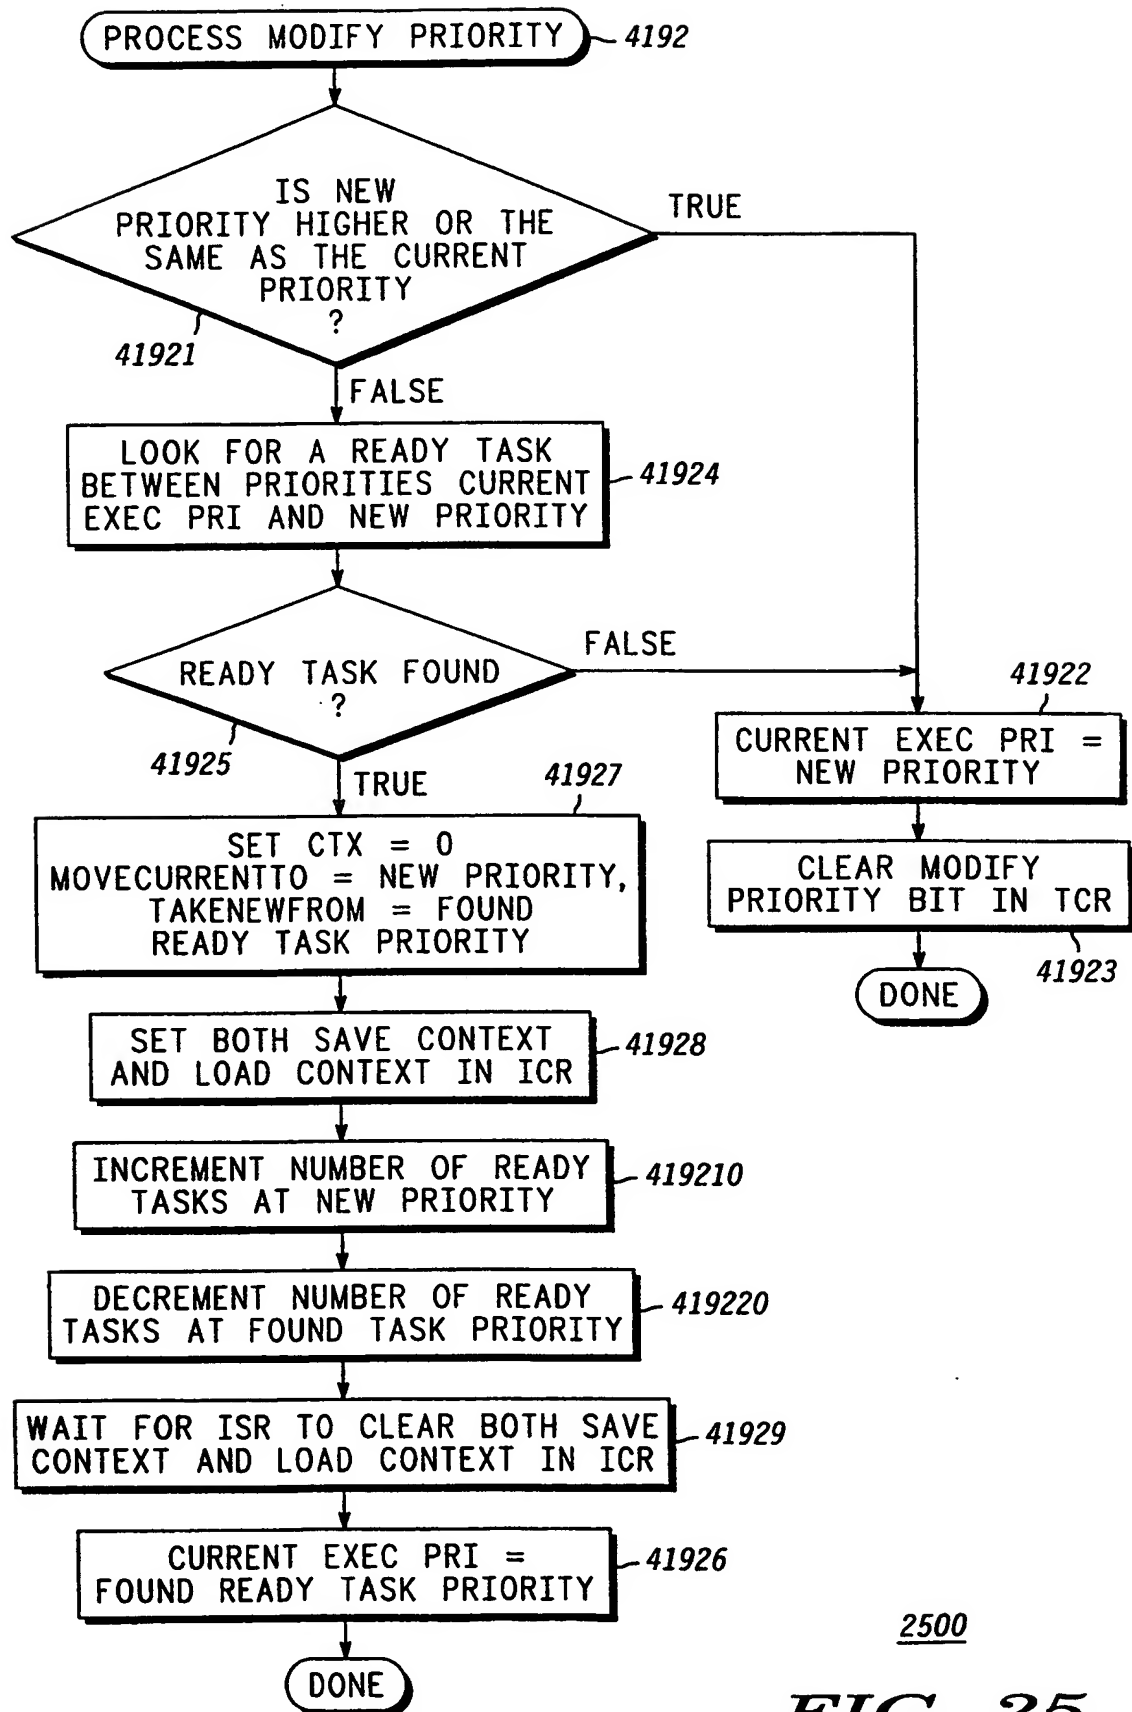 PROCESS MODIFY PRIORITY
4192
IS NEW
PRIORITY HIGHER OR THE
SAME AS THE CURRENT
PRIORITY
?
TRUE
41921
FALSE
LOOK FOR A READY TASK
BETWEEN PRIORITIES CURRENT
EXEC PRI AND NEW PRIORITY
41924
READY TASK FOUND
?
FALSE
41925
TRUE
41922
CURRENT EXEC PRI =
NEW PRIORITY
CLEAR MODIFY
PRIORITY BIT IN TCR
41923
DONE
41927
SET CTX = 0
MOVECURRENTTO = NEW PRIORITY,
TAKENEWFROM = FOUND
READY TASK PRIORITY
SET BOTH SAVE CONTEXT
AND LOAD CONTEXT IN ICR
41928
INCREMENT NUMBER OF READY
TASKS AT NEW PRIORITY
419210
DECREMENT NUMBER OF READY
TASKS AT FOUND TASK PRIORITY
419220
WAIT FOR ISR TO CLEAR BOTH SAVE
CONTEXT AND LOAD CONTEXT IN ICR
41929
CURRENT EXEC PRI =
FOUND READY TASK PRIORITY
41926
DONE
2500
FIG. 25